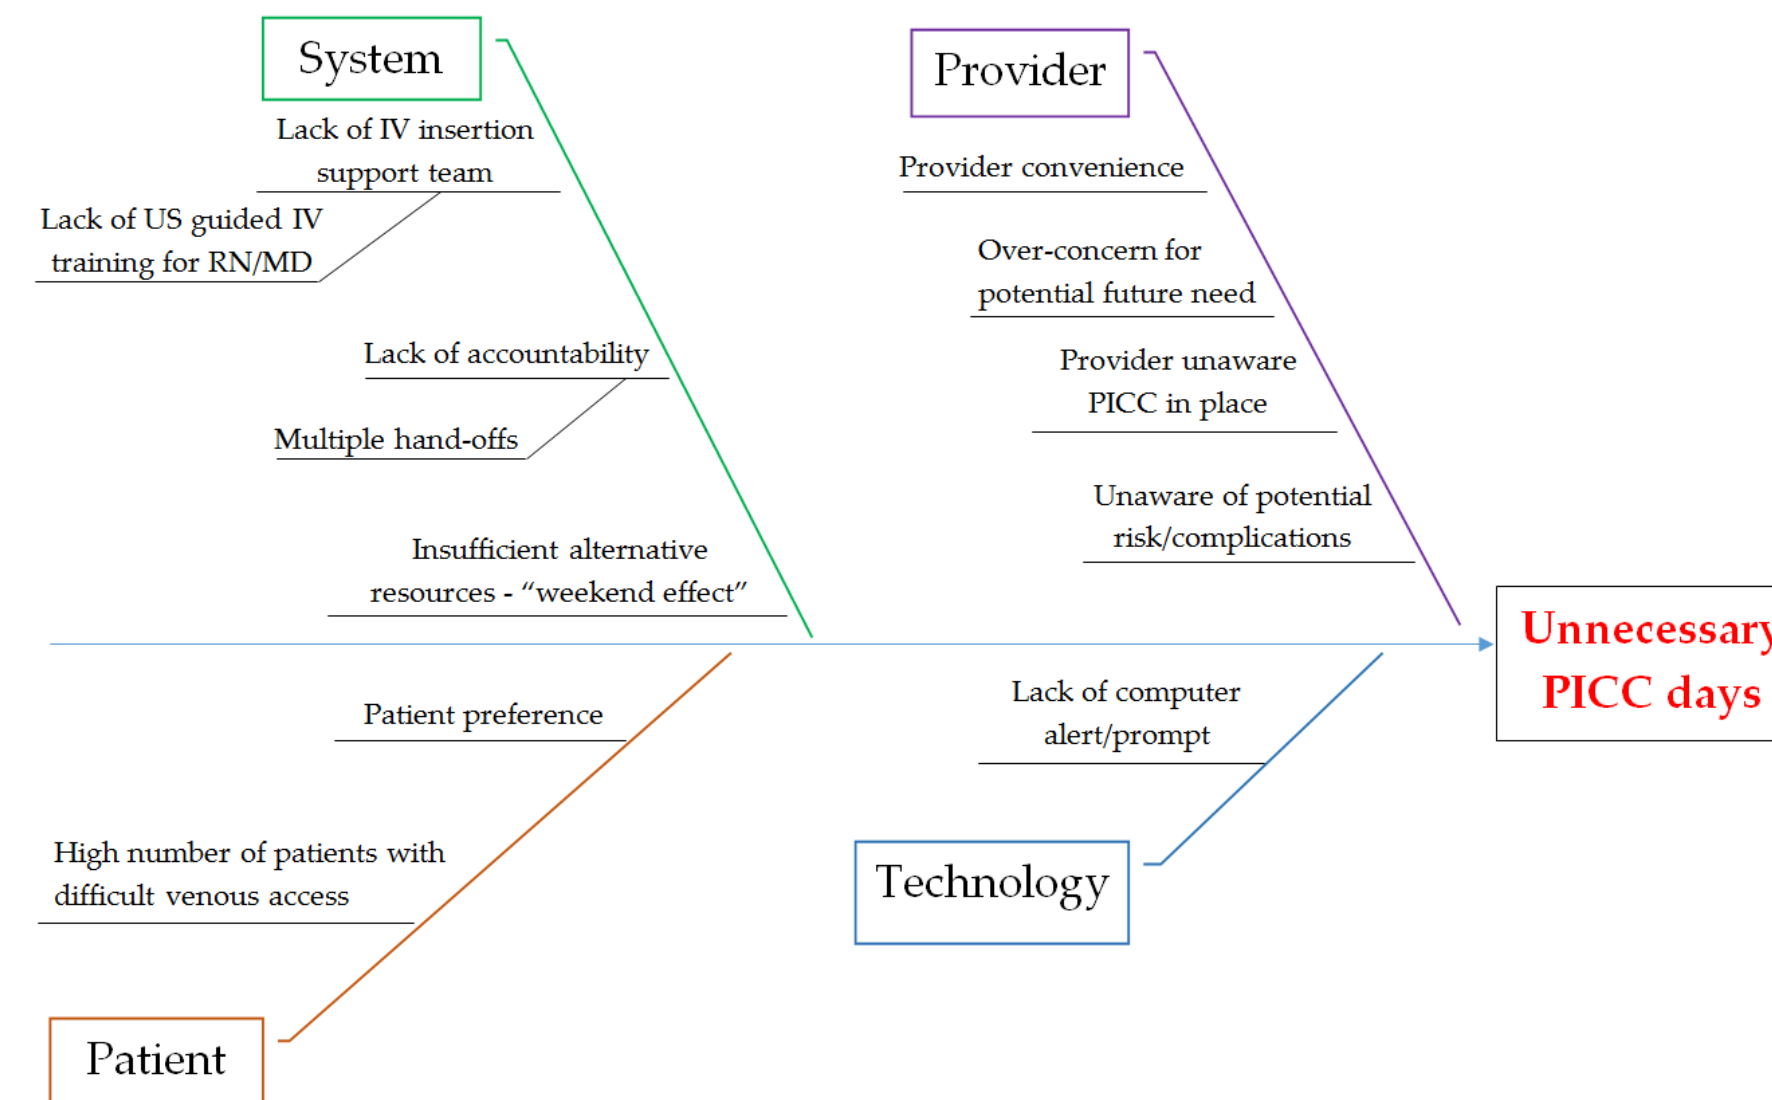 System
Lack of IV insertion
support team
Lack of US guided IV
training for RN/MD
Lack of accountability
Multiple hand-offs
Insufficient alternative
resources - “weekend effect”
Provider
Provider convenience
Over-concern for
potential future need
Provider unaware
PICC in place
Unaware of potential
risk/complications
Unnecessary
PICC days
Patient preference
High number of patients with
difficult venous access
Patient
Lack of computer
alert/prompt
Technology